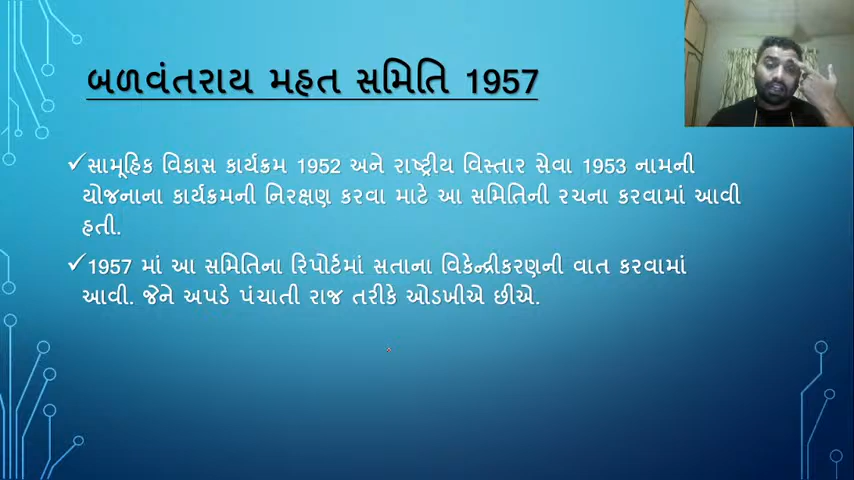 બળવંતરાય મહત સમિતિ 1957
✓સામૂહિક વિકાસ કાર્યક્રમ 1952 અને રાષ્ટ્રીય વિસ્તાર સેવા 1953 નામની
યોજનાના કાર્યક્રમની નિરક્ષણ કરવા માટે આ સમિતિની રચના કરવામાં આવી
હતી.
✓1957 માં આ સમિતિના રિપોર્ટમાં સતાના વિકેન્દ્રીકરણની વાત કરવામાં
આવી. જેને અપડે પંચાતી રાજ તરીકે ઓડખીએ છીએ.